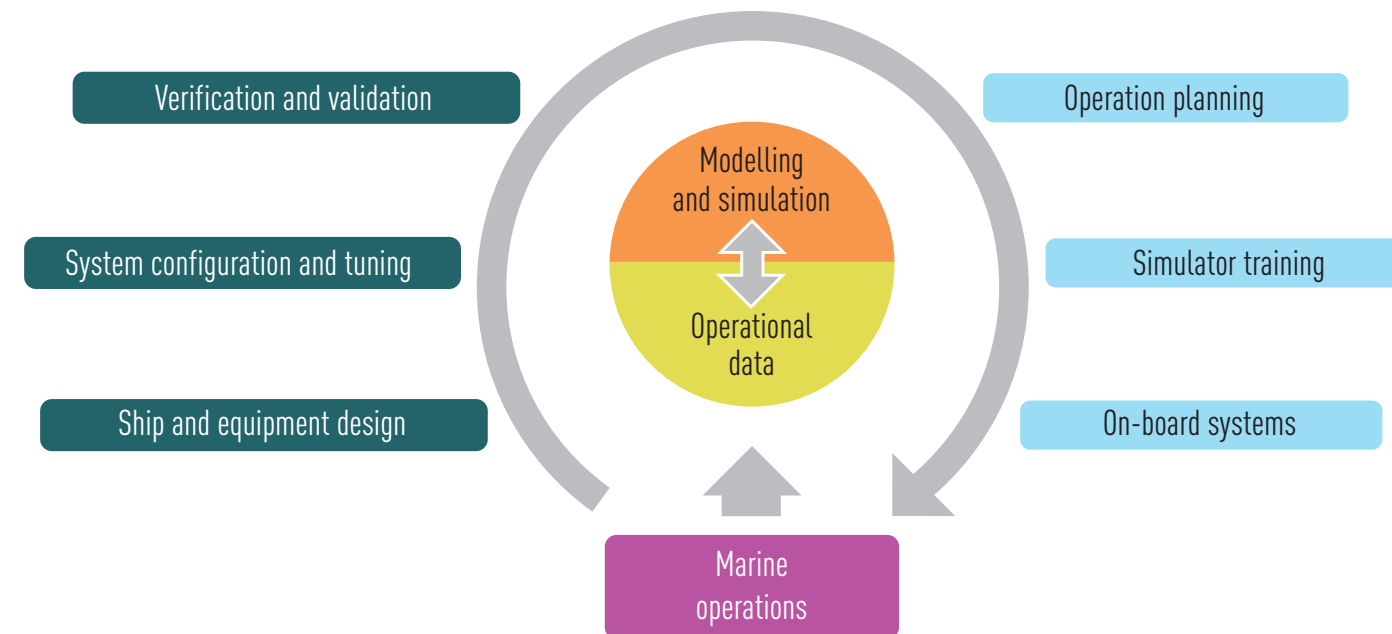 Verification and validation
Operation planning
Modelling
and simulation
System configuration and tuning
Simulator training
Operational
data
Ship and equipment design
On-board systems
Marine
operations